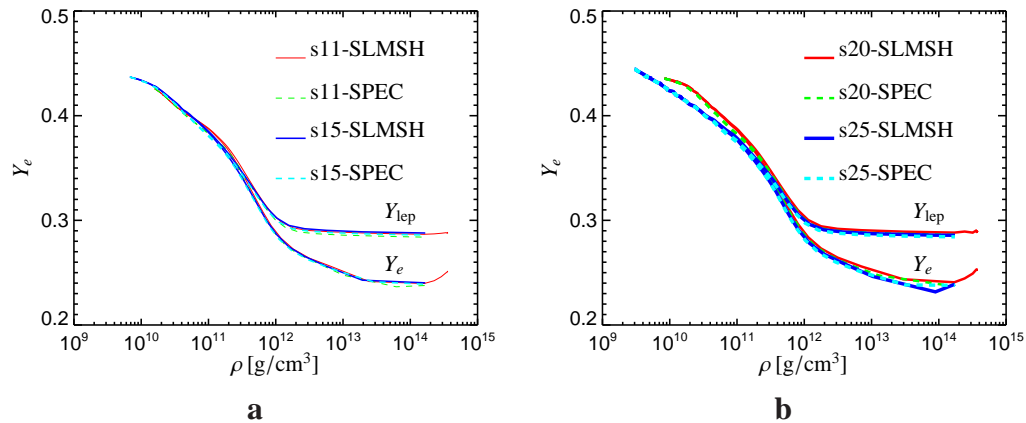 s11-SLMSH
s11-SPEC
s15-SLMSH
s15-SPEC
Y_lep
Y_e
0.5
0.4
0.3
0.2
Y_e
10^9 10^10 10^11 10^12 10^13 10^14 10^15
ρ [g/cm^3]
a
s20-SLMSH
s20-SPEC
s25-SLMSH
s25-SPEC
Y_lep
Y_e
0.5
0.4
0.3
0.2
Y_e
10^9 10^10 10^11 10^12 10^13 10^14 10^15
ρ [g/cm^3]
b